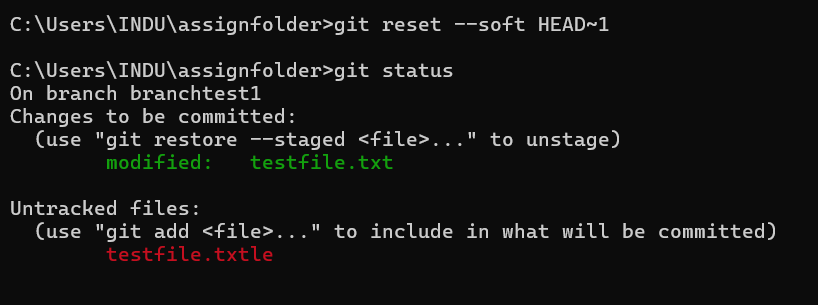 C:\Users\INDU\assignfolder>git reset --soft HEAD~1
C:\Users\INDU\assignfolder>git status
On branch branchtest1
Changes to be committed:
  (use "git restore --staged <file>..." to unstage)
        modified:   testfile.txt
Untracked files:
  (use "git add <file>..." to include in what will be committed)
        testfile.txtle